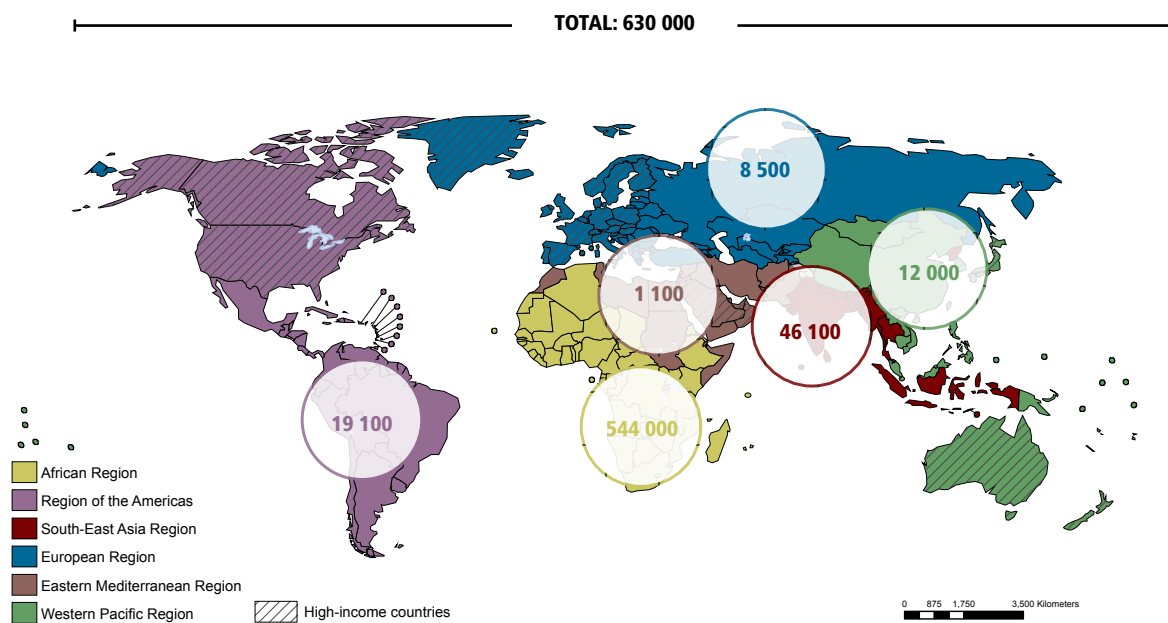 TOTAL: 630 000
8 500
12 000
1 100
46 100
19 100
544 000
African Region
Region of the Americas
South-East Asia Region
European Region
Eastern Mediterranean Region
Western Pacific Region
High-income countries
0 875 1,750 3,500 Kilometers